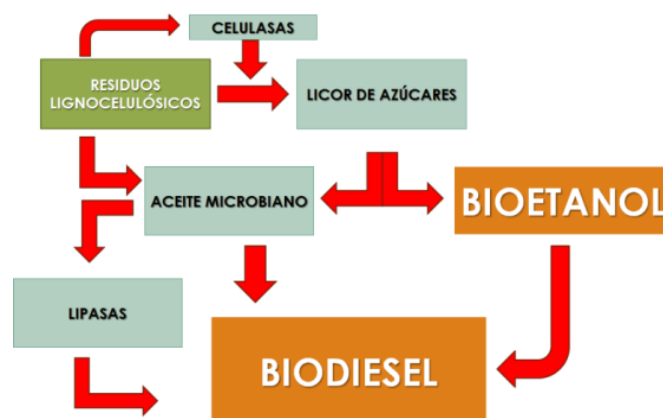 CELULASAS
RESIDUOS
LIGNOCELULÓSICOS
LICOR DE AZÚCARES
ACEITE MICROBIANO
BIOETANOL
LIPASAS
BIODIESEL